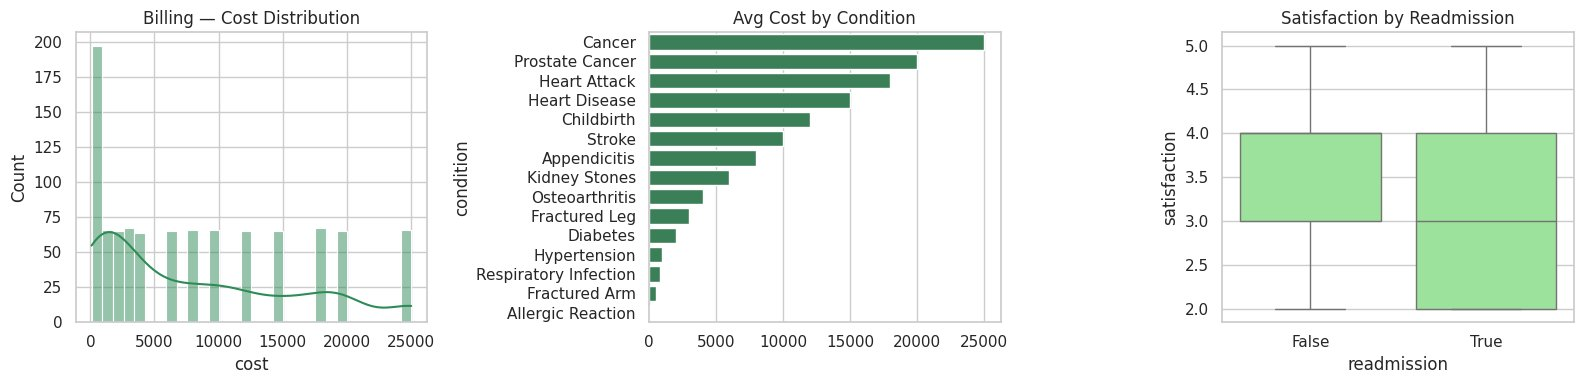 Billing — Cost Distribution
Count
200
175
150
125
100
75
50
25
0
0 5000 10000 15000 20000 25000
cost
Avg Cost by Condition
condition
Cancer
Prostate Cancer
Heart Attack
Heart Disease
Childbirth
Stroke
Appendicitis
Kidney Stones
Osteoarthritis
Fractured Leg
Diabetes
Hypertension
Respiratory Infection
Fractured Arm
Allergic Reaction
0 5000 10000 15000 20000 25000
Satisfaction by Readmission
satisfaction
5.0
4.5
4.0
3.5
3.0
2.5
2.0
False True
readmission